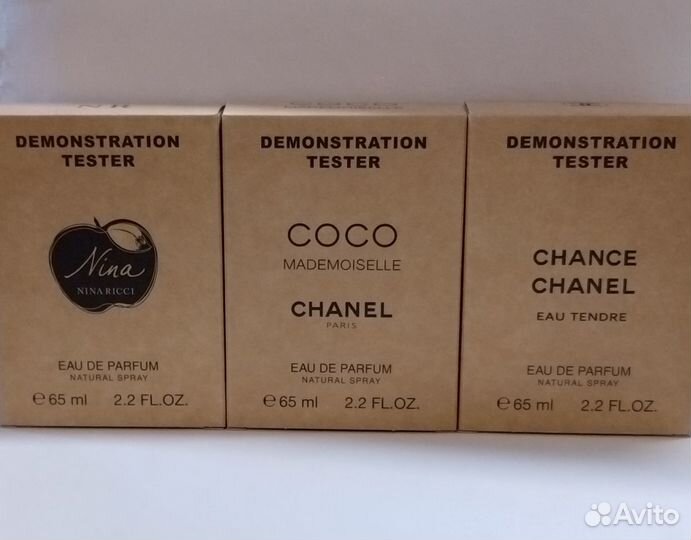 NR
DEMONSTRATION
TESTER
Nina
NINA RICCI
EAU DE PARFUM
NATURAL SPRAY
e 65 ml 2.2 FL.OZ.
DEMONSTRATION
TESTER
COCO
MADEMOISELLE
CHANEL
PARIS
EAU DE PARFUM
NATURAL SPRAY
e 65 ml 2.2 FL.OZ.
DEMONSTRATION
TESTER
CHANCE
CHANEL
EAU TENDRE
EAU DE PARFUM
NATURAL SPRAY
e 65 ml 2.2 FL.OZ.
Avito